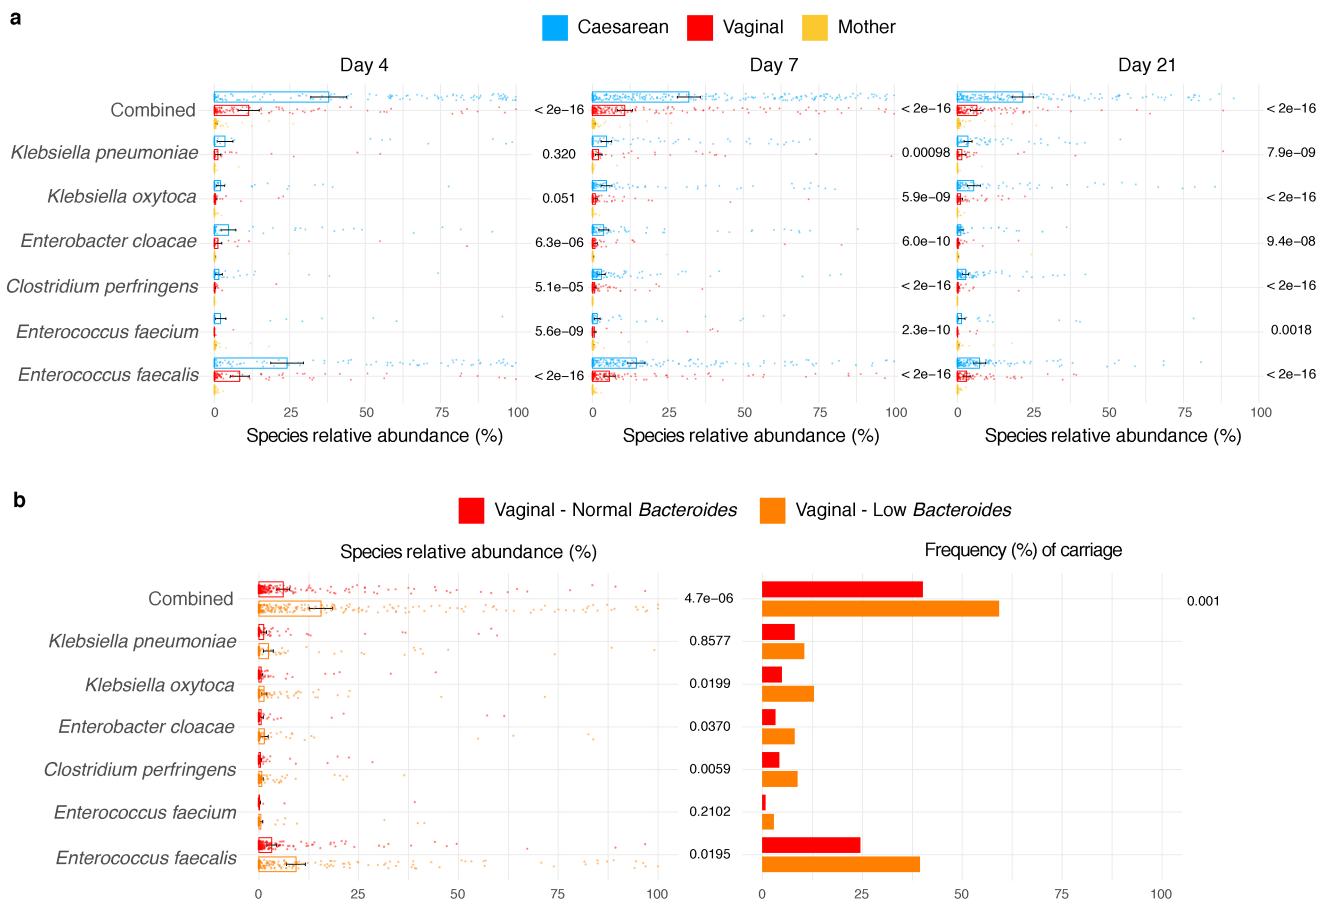 a
Caesarean Vaginal Mother
Day 4 Day 7 Day 21
Combined < 2e−16 < 2e−16 < 2e−16
Klebsiella pneumoniae 0.320 0.00098 7.9e−09
Klebsiella oxytoca 0.051 5.9e−09 < 2e−16
Enterobacter cloacae 6.3e−06 6.0e−10 9.4e−08
Clostridium perfringens 5.1e−05 < 2e−16 < 2e−16
Enterococcus faecium 5.6e−09 2.3e−10 0.0018
Enterococcus faecalis < 2e−16 < 2e−16 < 2e−16
0 25 50 75 100 0 25 50 75 100 0 25 50 75 100
Species relative abundance (%) Species relative abundance (%) Species relative abundance (%)
b
Vaginal - Normal Bacteroides Vaginal - Low Bacteroides
Species relative abundance (%) Frequency (%) of carriage
Combined 4.7e−06 0.001
Klebsiella pneumoniae 0.8577
Klebsiella oxytoca 0.0199
Enterobacter cloacae 0.0370
Clostridium perfringens 0.0059
Enterococcus faecium 0.2102
Enterococcus faecalis 0.0195
0 25 50 75 100 0 25 50 75 100